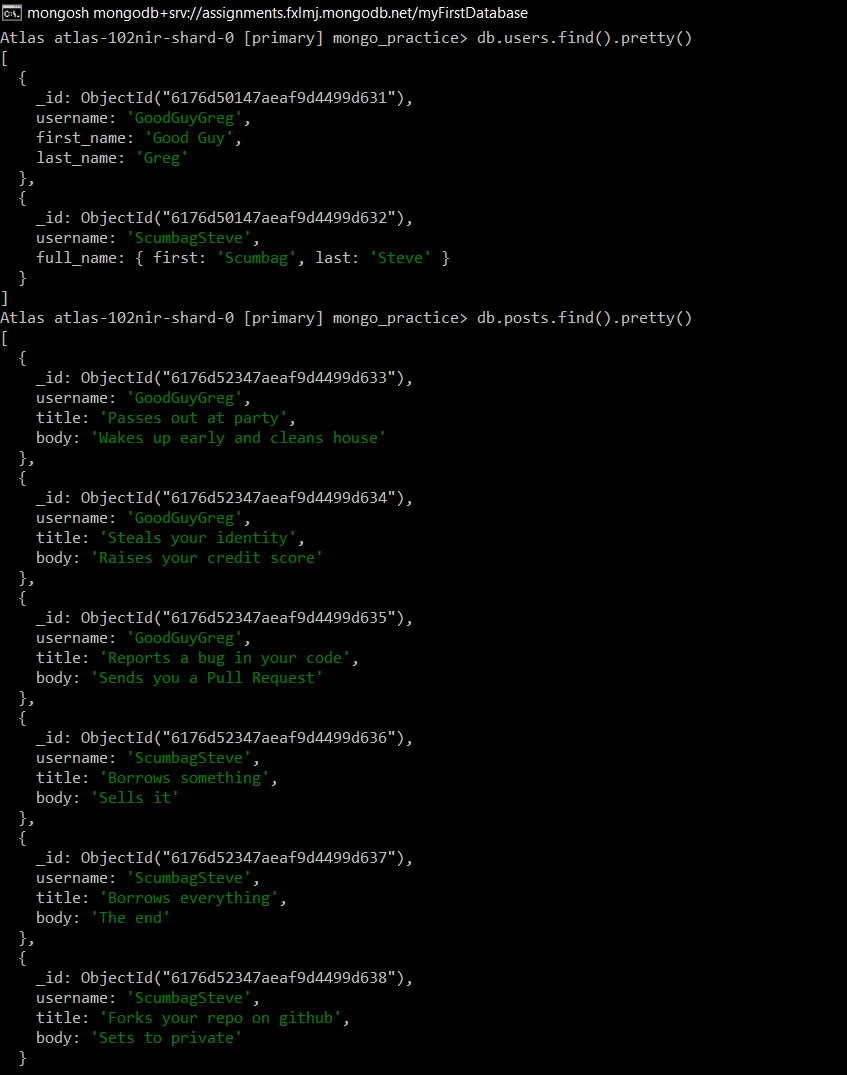 mongosh mongodb+srv://assignments.fxlmj.mongodb.net/myFirstDatabase
Atlas atlas-102nir-shard-0 [primary] mongo_practice> db.users.find().pretty()
[
  {
    _id: ObjectId("6176d50147aeaf9d4499d631"),
    username: 'GoodGuyGreg',
    first_name: 'Good Guy',
    last_name: 'Greg'
  },
  {
    _id: ObjectId("6176d50147aeaf9d4499d632"),
    username: 'ScumbagSteve',
    full_name: { first: 'Scumbag', last: 'Steve' }
  }
]
Atlas atlas-102nir-shard-0 [primary] mongo_practice> db.posts.find().pretty()
[
  {
    _id: ObjectId("6176d52347aeaf9d4499d633"),
    username: 'GoodGuyGreg',
    title: 'Passes out at party',
    body: 'Wakes up early and cleans house'
  },
  {
    _id: ObjectId("6176d52347aeaf9d4499d634"),
    username: 'GoodGuyGreg',
    title: 'Steals your identity',
    body: 'Raises your credit score'
  },
  {
    _id: ObjectId("6176d52347aeaf9d4499d635"),
    username: 'GoodGuyGreg',
    title: 'Reports a bug in your code',
    body: 'Sends you a Pull Request'
  },
  {
    _id: ObjectId("6176d52347aeaf9d4499d636"),
    username: 'ScumbagSteve',
    title: 'Borrows something',
    body: 'Sells it'
  },
  {
    _id: ObjectId("6176d52347aeaf9d4499d637"),
    username: 'ScumbagSteve',
    title: 'Borrows everything',
    body: 'The end'
  },
  {
    _id: ObjectId("6176d52347aeaf9d4499d638"),
    username: 'ScumbagSteve',
    title: 'Forks your repo on github',
    body: 'Sets to private'
  }